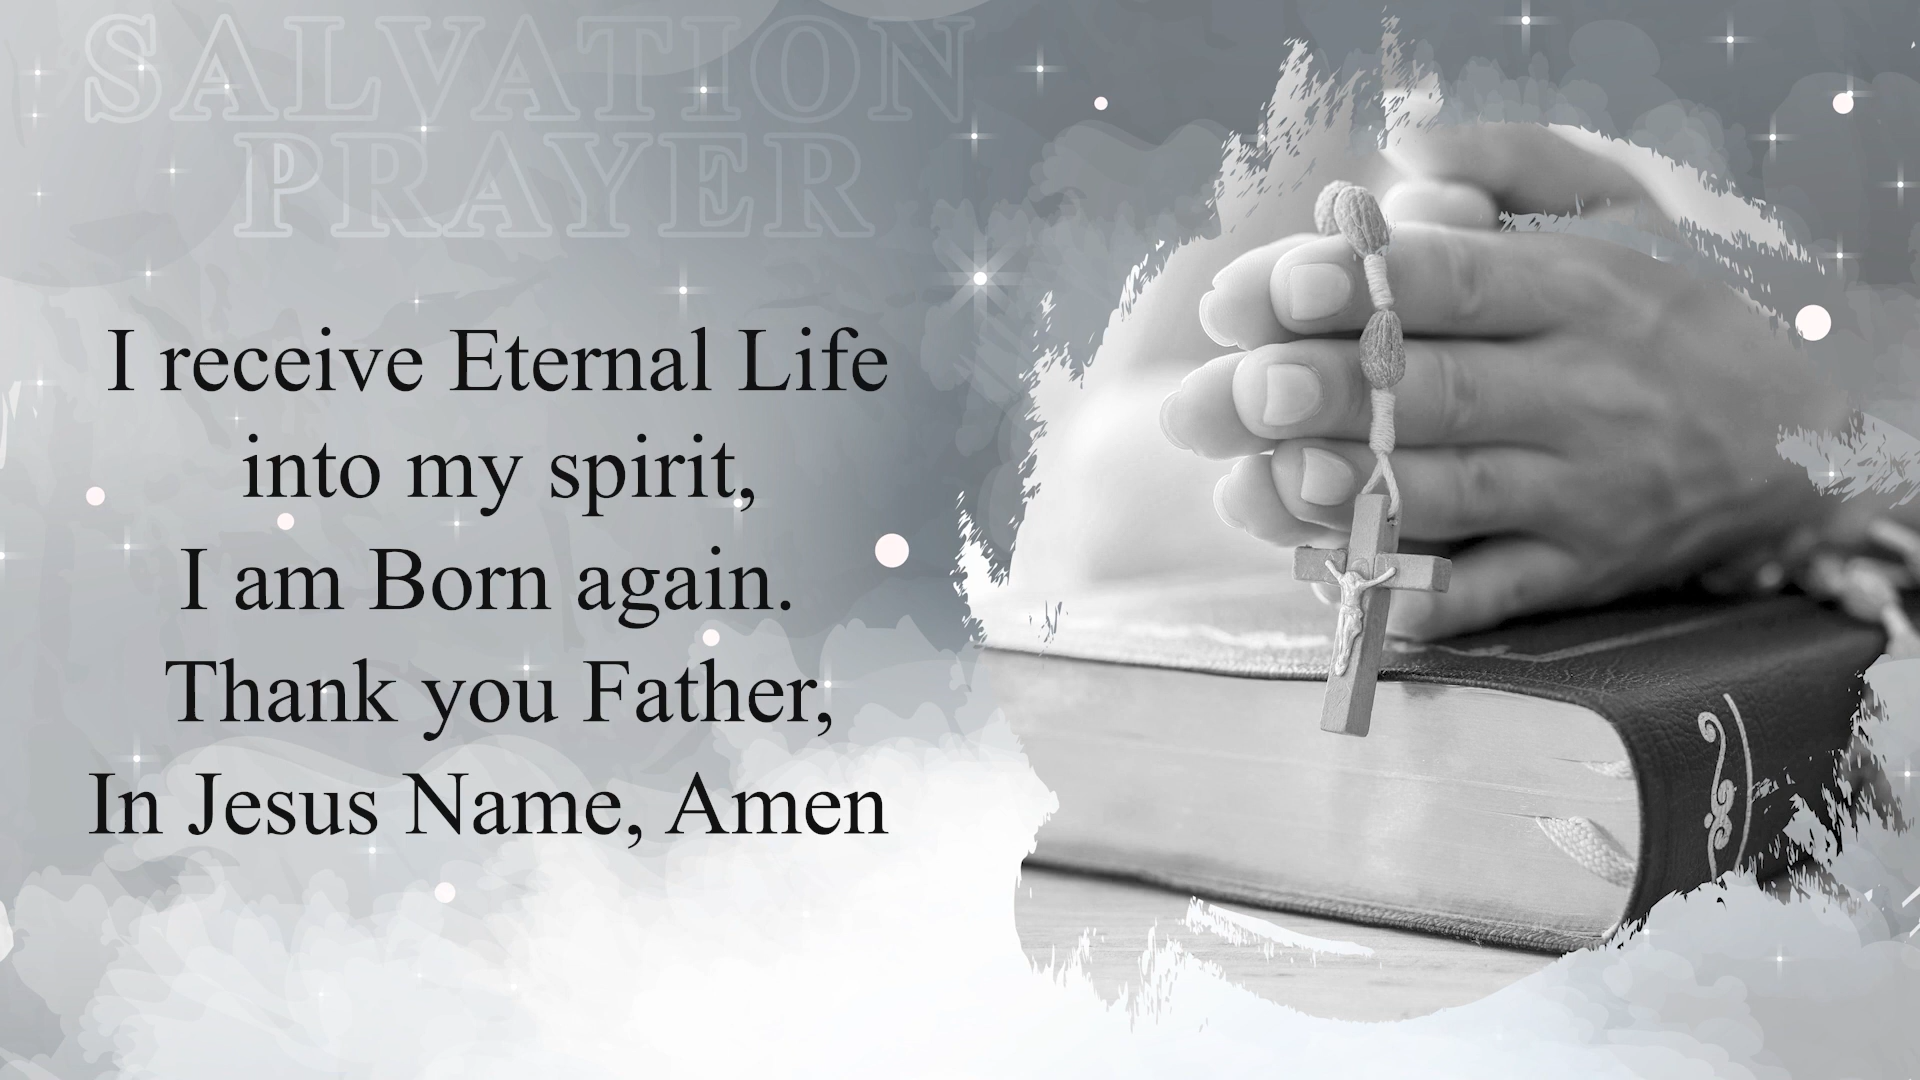 SALVATION
PRAYER
I receive Eternal Life
into my spirit,
I am Born again.
Thank you Father,
In Jesus Name, Amen